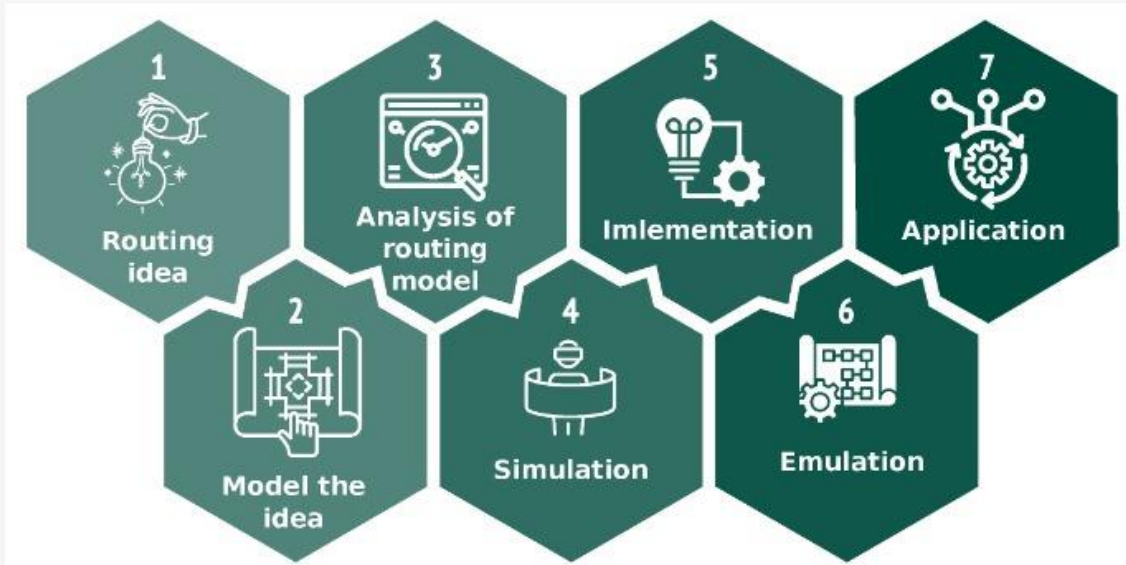 1
Routing
idea
2
Model the
idea
3
Analysis of
routing
model
4
Simulation
5
Imlementation
6
Emulation
7
Application